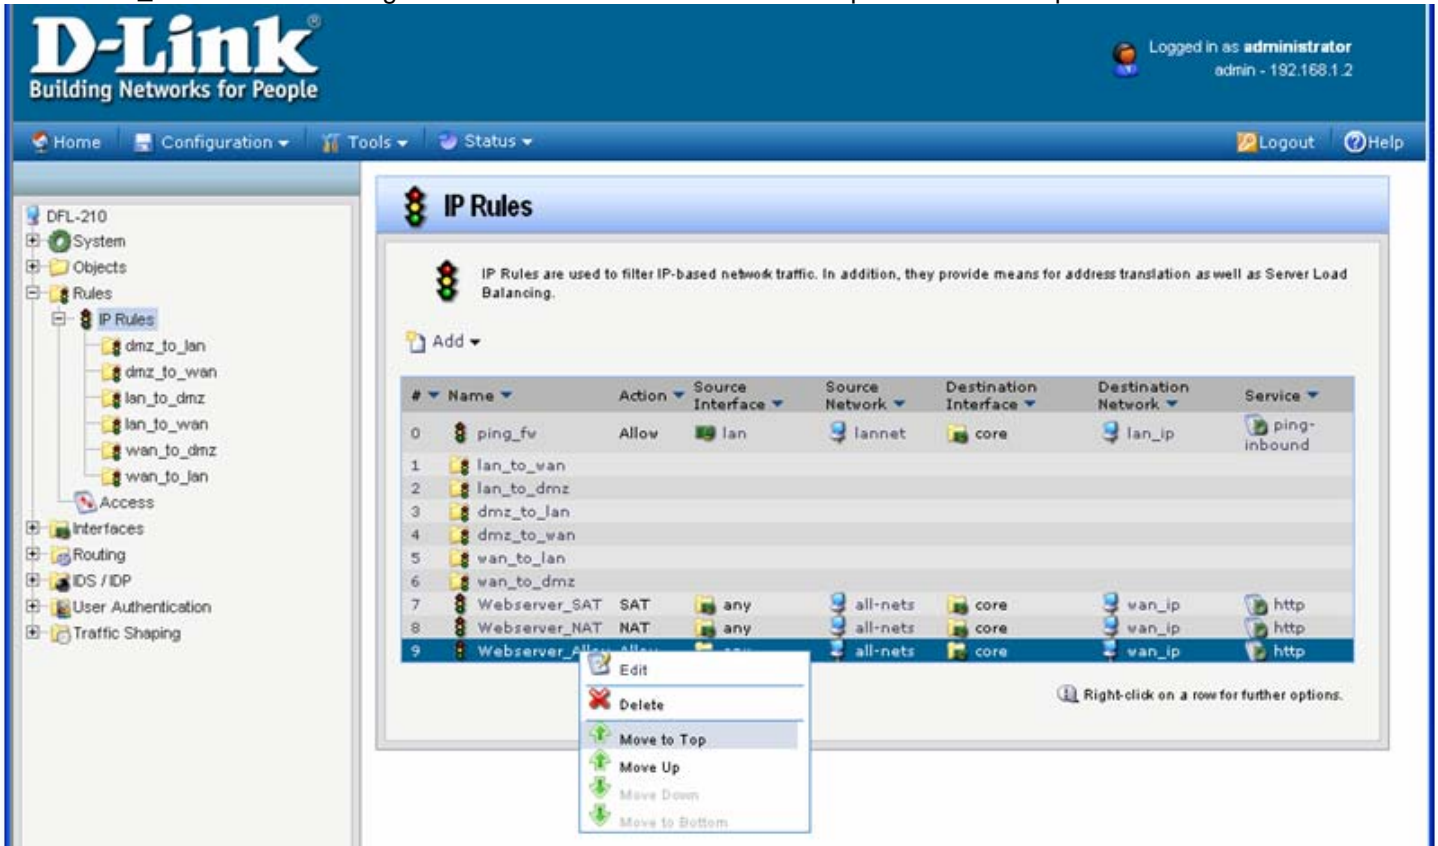 D-Link®
Building Networks for People
Logged in as administrator
admin - 192.168.1.2
Home Configuration Tools Status Logout Help
DFL-210
System
Objects
Rules
IP Rules
dmz_to_lan
dmz_to_wan
lan_to_dmz
lan_to_wan
wan_to_dmz
wan_to_lan
Access
Interfaces
Routing
IDS / IDP
User Authentication
Traffic Shaping
IP Rules
IP Rules are used to filter IP-based network traffic. In addition, they provide means for address translation as well as Server Load
Balancing.
Add
# Name Action Source Interface Source Network Destination Interface Destination Network Service
0 ping_fw Allow lan lannet core lan_ip ping-inbound
1 lan_to_wan
2 lan_to_dmz
3 dmz_to_lan
4 dmz_to_wan
5 wan_to_lan
6 wan_to_dmz
7 Webserver_SAT SAT any all-nets core wan_ip http
8 Webserver_NAT NAT any all-nets core wan_ip http
9 Webserver_Allow Allow any all-nets core wan_ip http
Edit
Delete
Move to Top
Move Up
Move Down
Move to Bottom
Right-click on a row for further options.